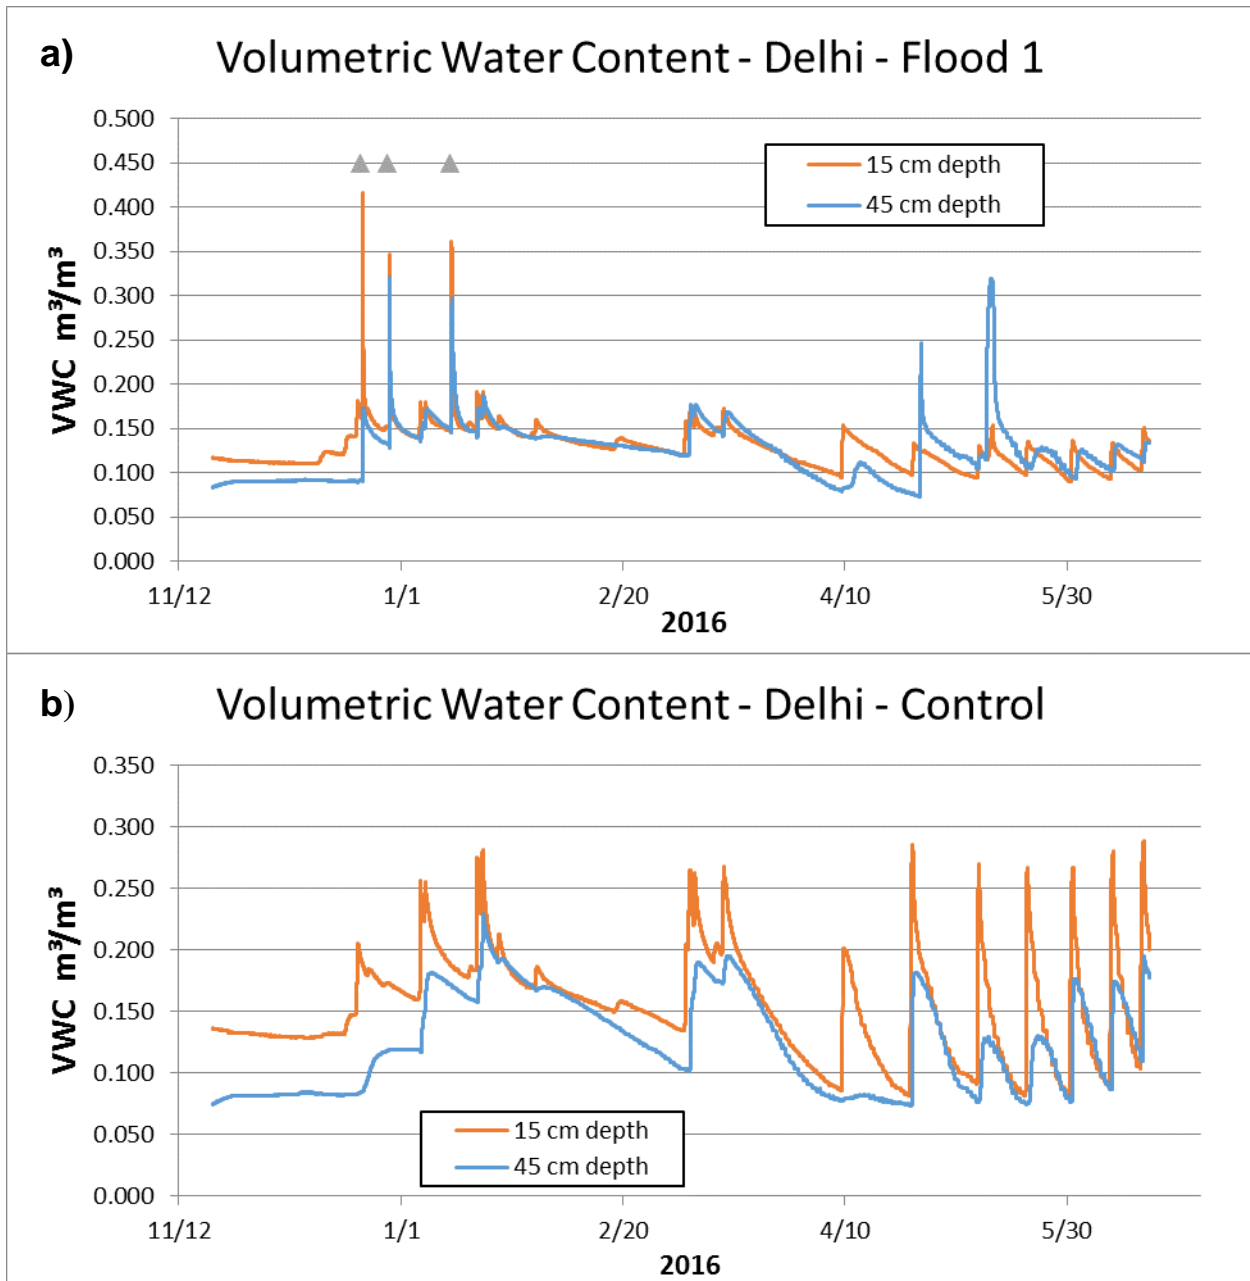 a)
Volumetric Water Content - Delhi - Flood 1
0.500
0.450
0.400
0.350
0.300
0.250
0.200
0.150
0.100
0.050
0.000
VWC m³/m³
15 cm depth
45 cm depth
11/12 1/1 2/20 4/10 5/30
2016
b)
Volumetric Water Content - Delhi - Control
0.350
0.300
0.250
0.200
0.150
0.100
0.050
0.000
VWC m³/m³
15 cm depth
45 cm depth
11/12 1/1 2/20 4/10 5/30
2016